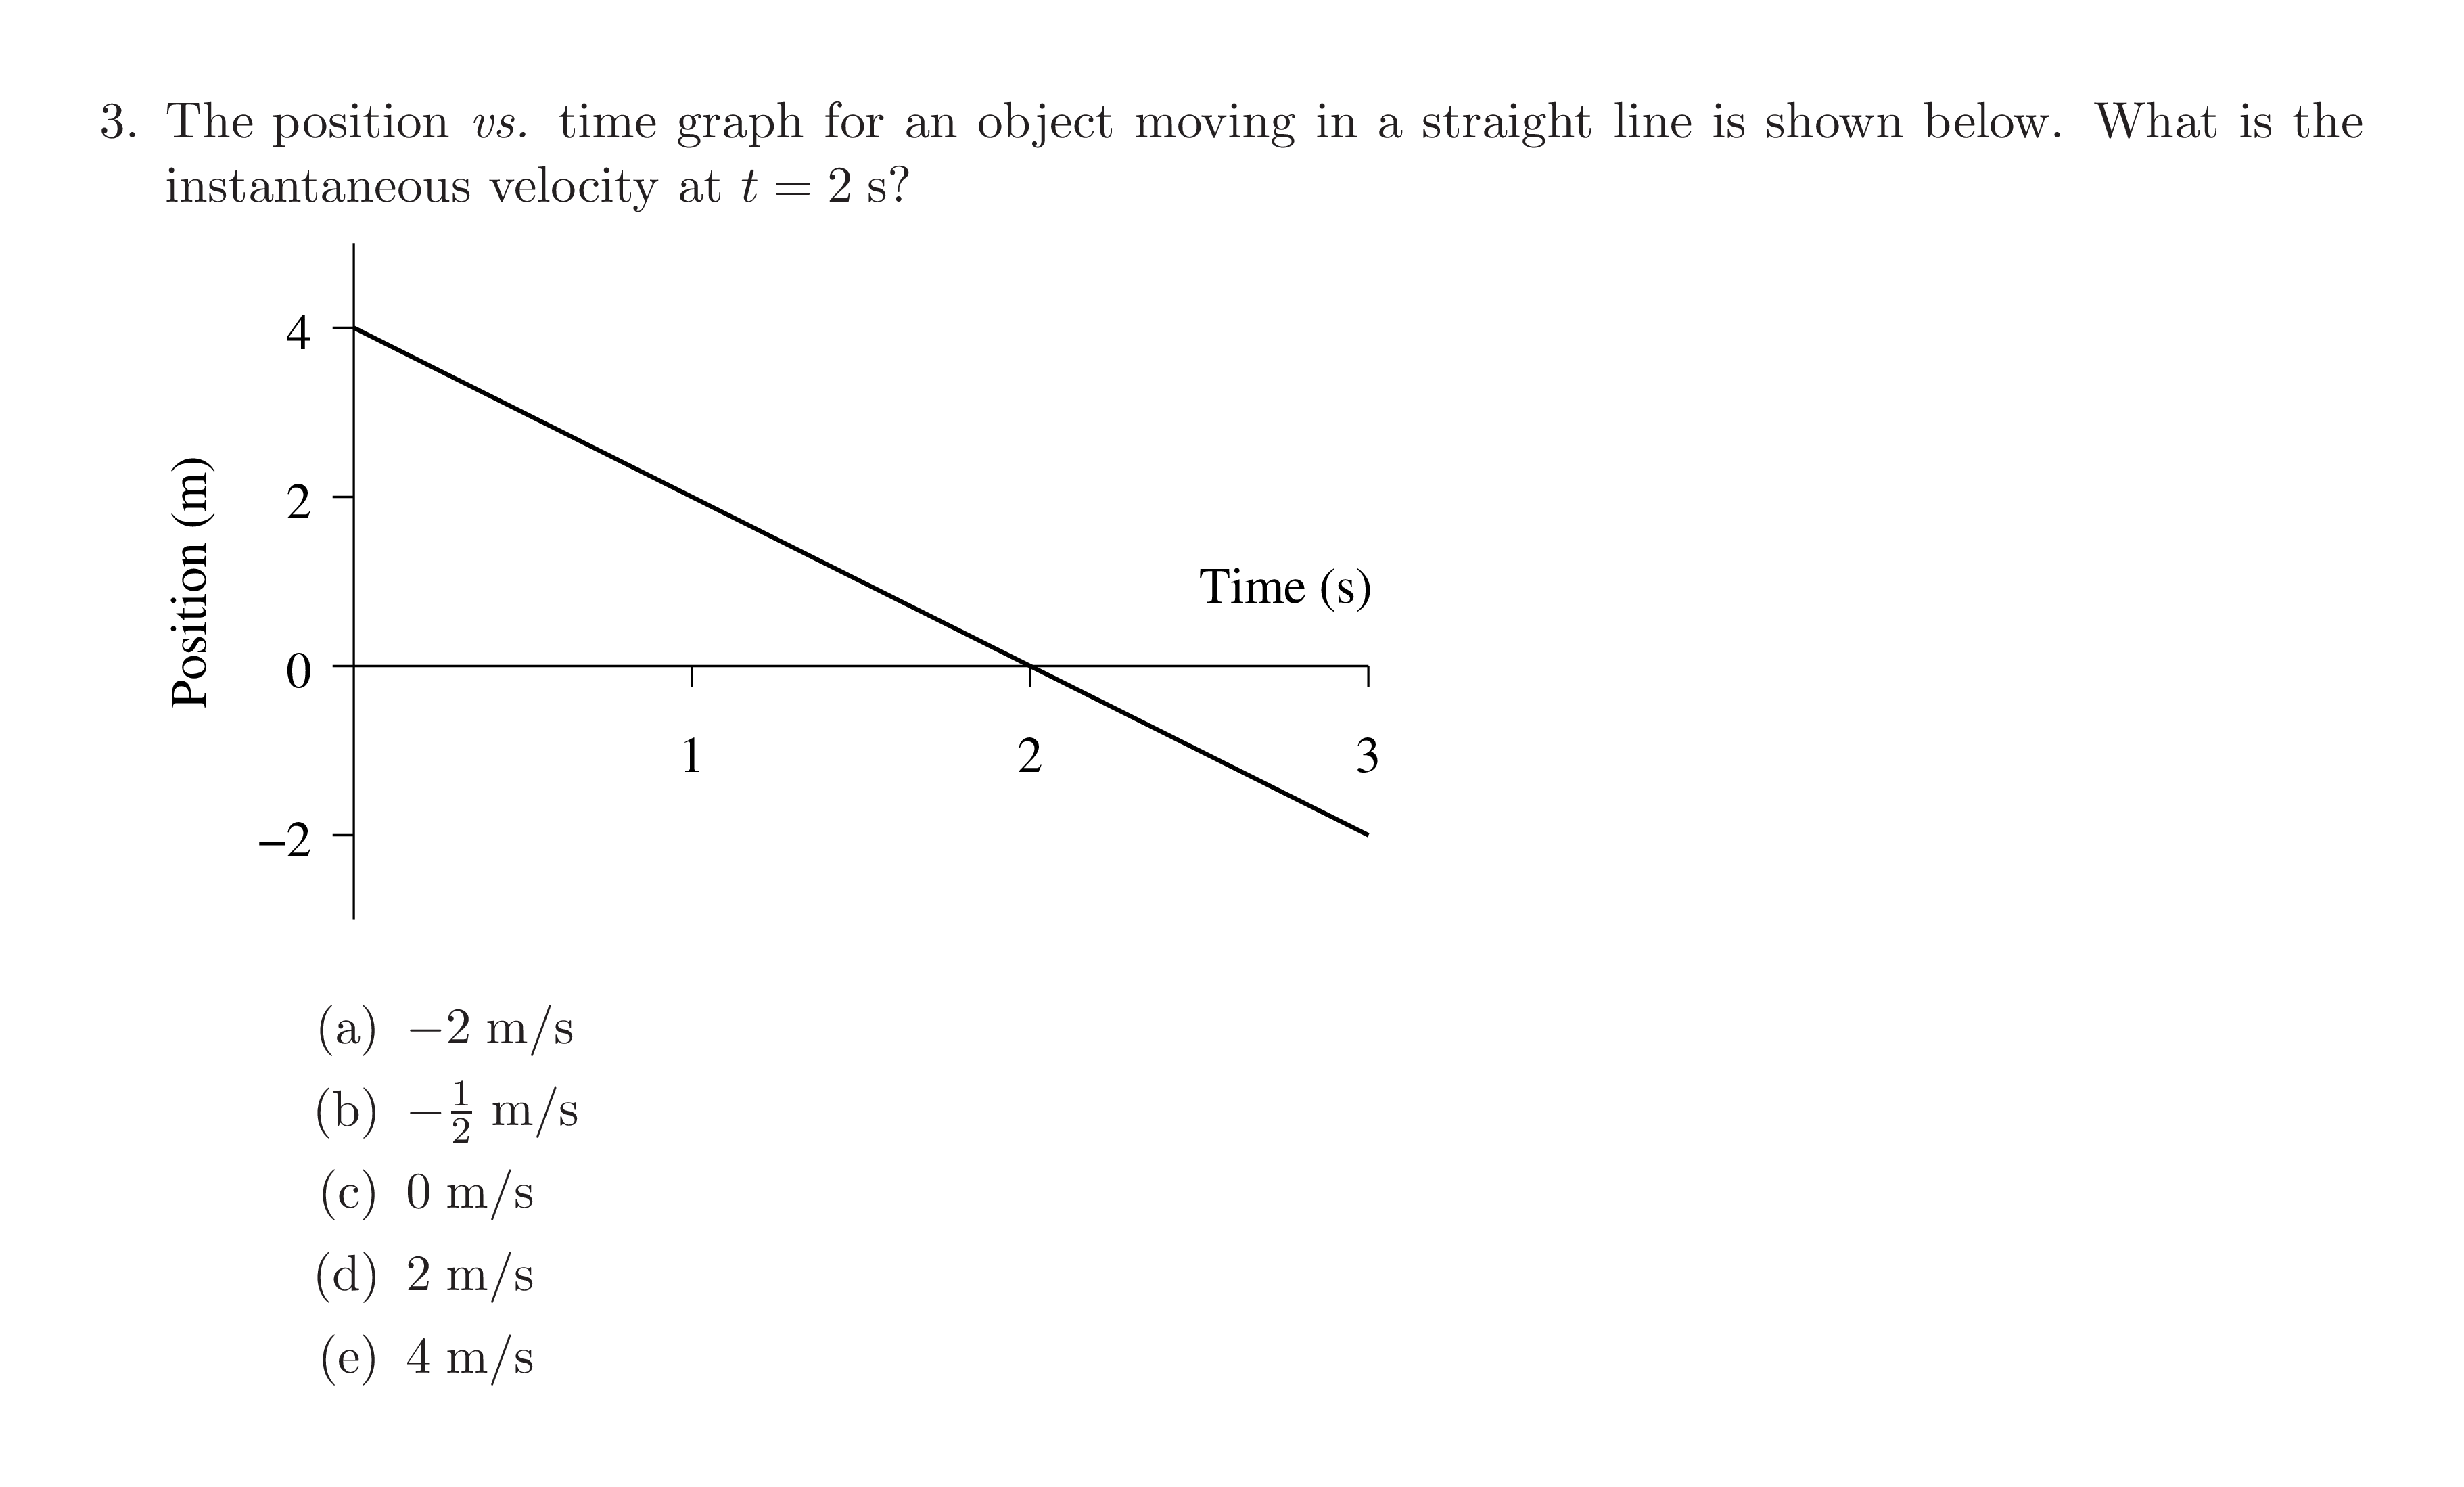 3. The position vs. time graph for an object moving in a straight line is shown below. What is the
instantaneous velocity at t = 2 s?
4
2
0
−2
Position (m)
Time (s)
1 2 3
(a) −2 m/s
(b) −1/2 m/s
(c) 0 m/s
(d) 2 m/s
(e) 4 m/s